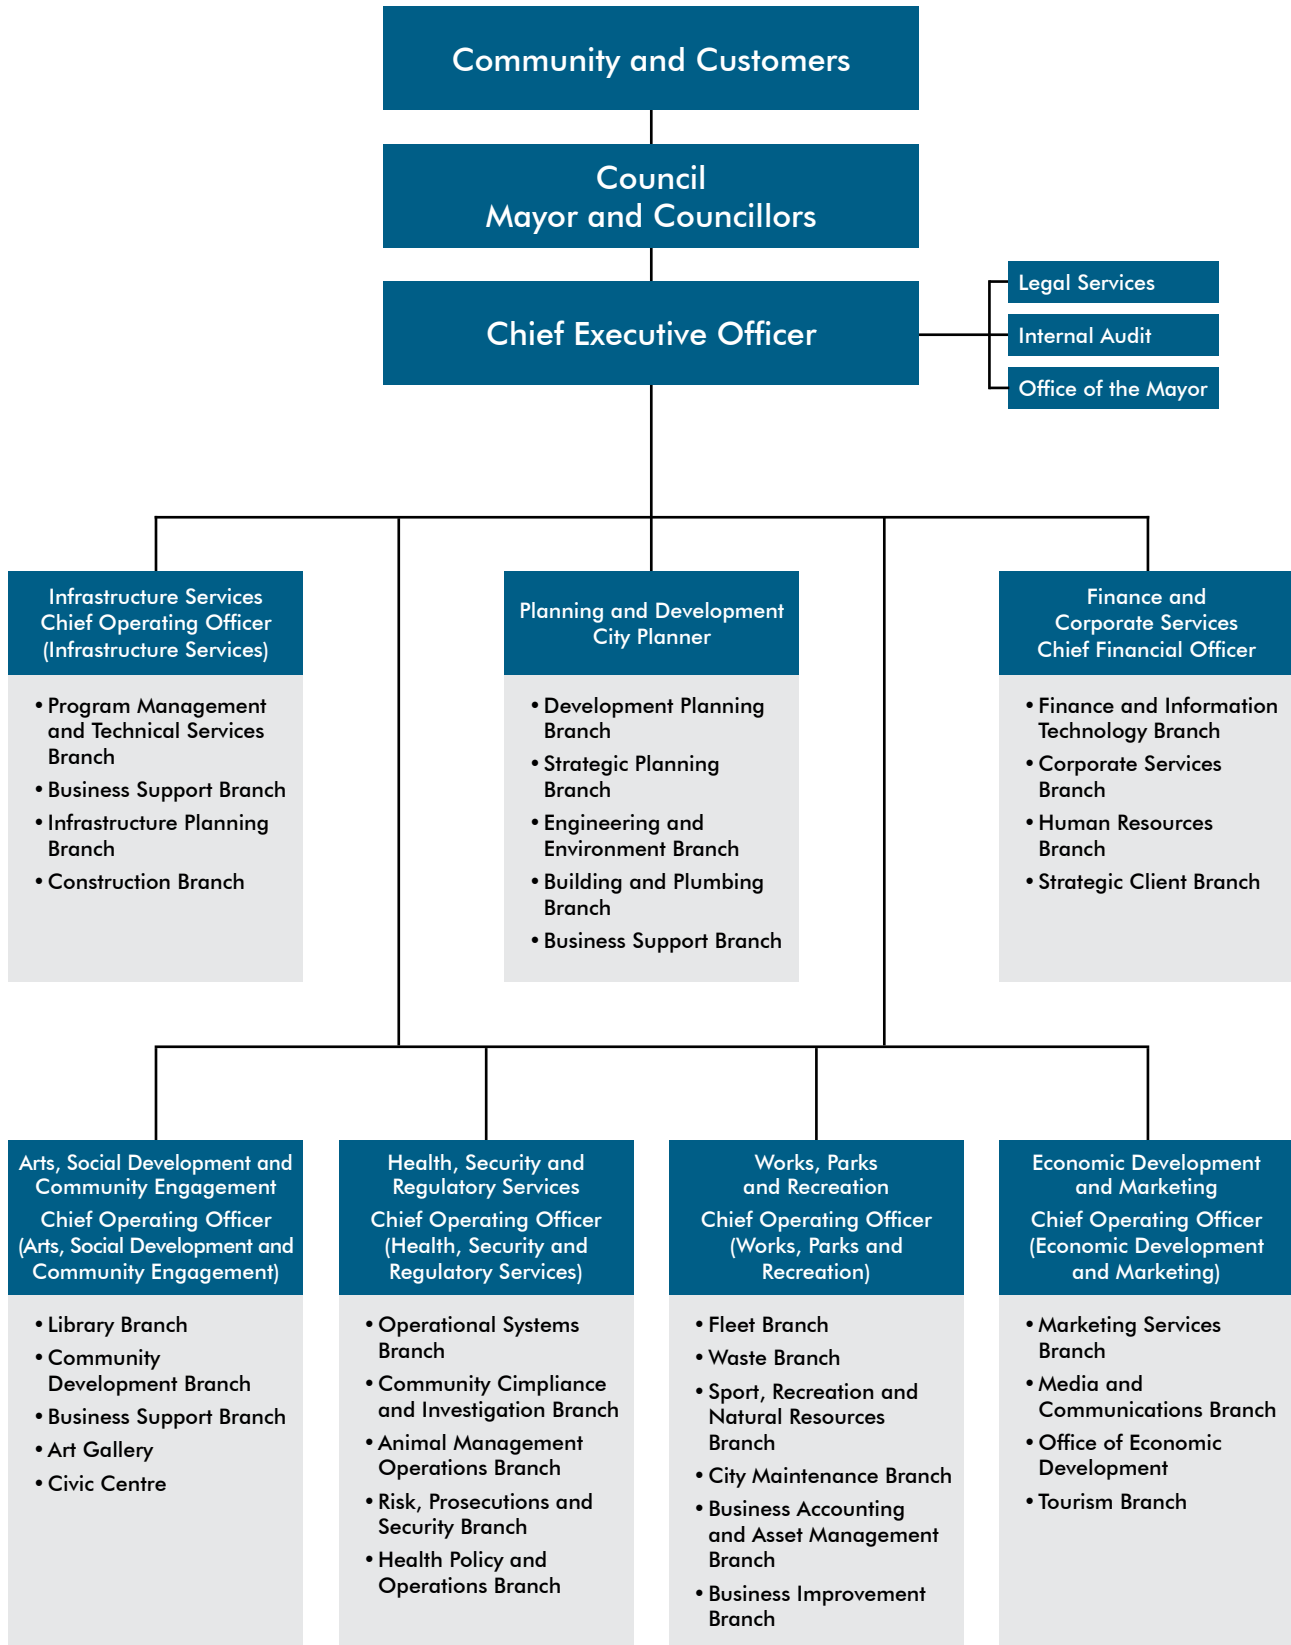 Community and Customers
Council
Mayor and Councillors
Chief Executive Officer
Legal Services
Internal Audit
Office of the Mayor
Infrastructure Services
Chief Operating Officer
(Infrastructure Services)
• Program Management
and Technical Services
Branch
• Business Support Branch
• Infrastructure Planning
Branch
• Construction Branch
Planning and Development
City Planner
• Development Planning
Branch
• Strategic Planning
Branch
• Engineering and
Environment Branch
• Building and Plumbing
Branch
• Business Support Branch
Finance and
Corporate Services
Chief Financial Officer
• Finance and Information
Technology Branch
• Corporate Services
Branch
• Human Resources
Branch
• Strategic Client Branch
Arts, Social Development and
Community Engagement
Chief Operating Officer
(Arts, Social Development and
Community Engagement)
• Library Branch
• Community
Development Branch
• Business Support Branch
• Art Gallery
• Civic Centre
Health, Security and
Regulatory Services
Chief Operating Officer
(Health, Security and
Regulatory Services)
• Operational Systems
Branch
• Community Cimpliance
and Investigation Branch
• Animal Management
Operations Branch
• Risk, Prosecutions and
Security Branch
• Health Policy and
Operations Branch
Works, Parks
and Recreation
Chief Operating Officer
(Works, Parks and
Recreation)
• Fleet Branch
• Waste Branch
• Sport, Recreation and
Natural Resources
Branch
• City Maintenance Branch
• Business Accounting
and Asset Management
Branch
• Business Improvement
Branch
Economic Development
and Marketing
Chief Operating Officer
(Economic Development
and Marketing)
• Marketing Services
Branch
• Media and
Communications Branch
• Office of Economic
Development
• Tourism Branch